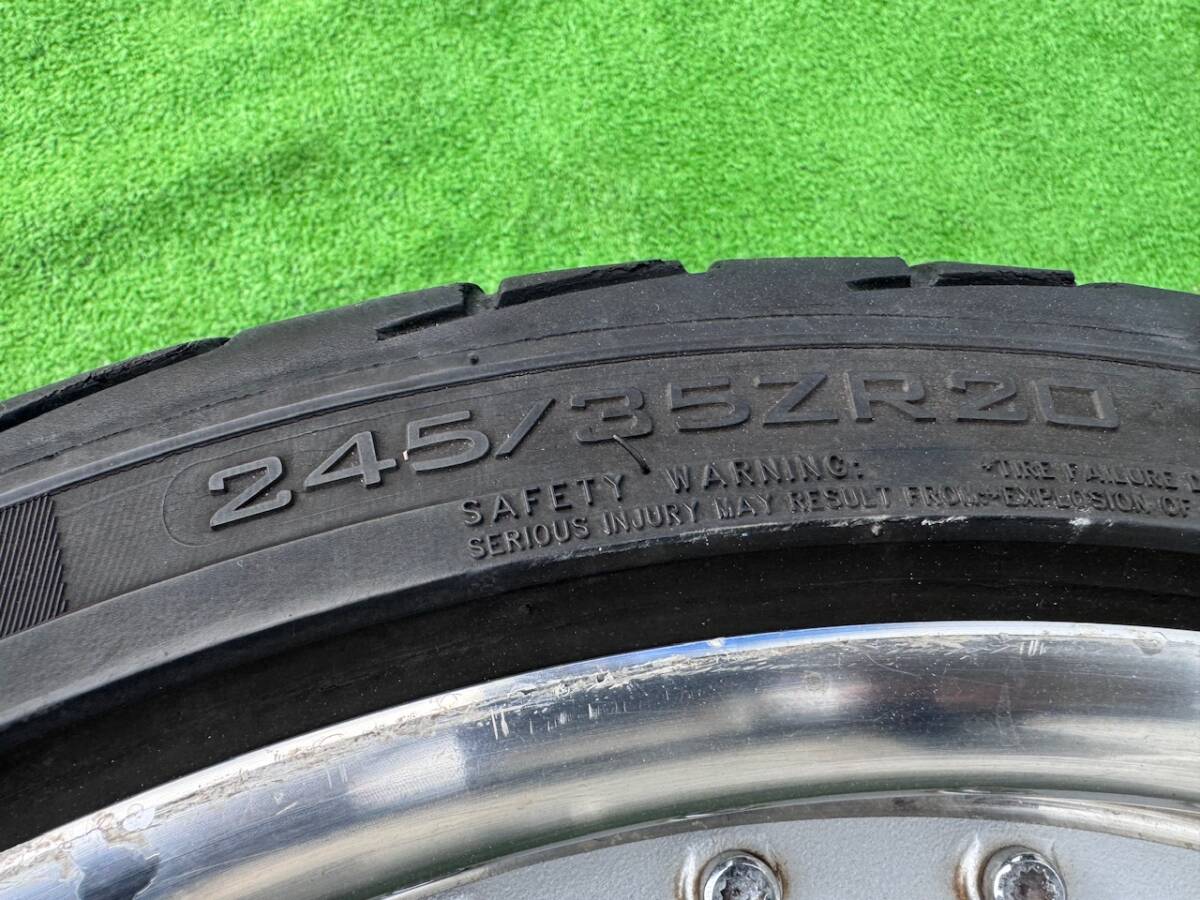 245/35ZR20
SAFETY WARNING: •TIRE FAILURE
SERIOUS INJURY MAY RESULT FROM:•EXPLOSION OF